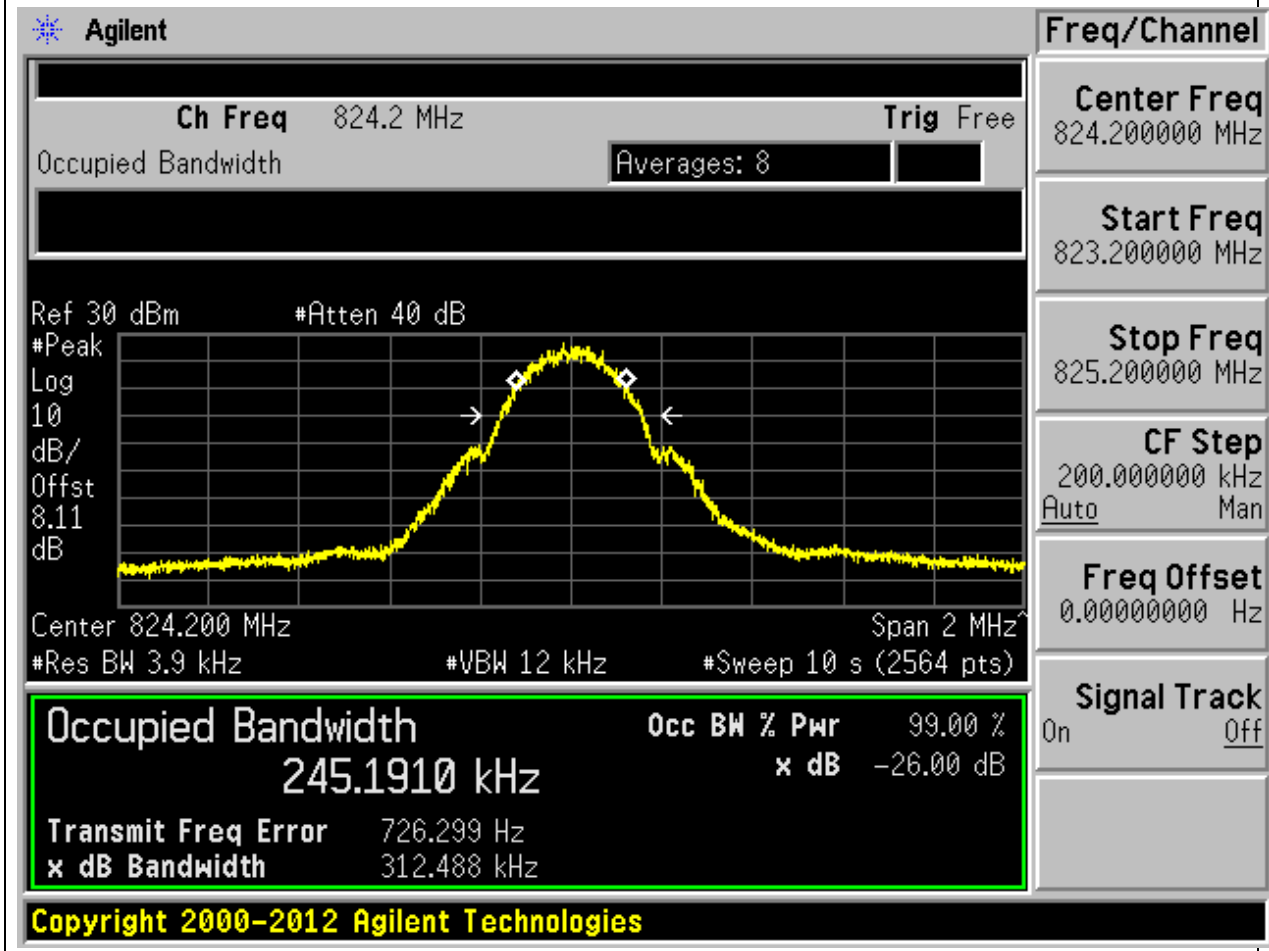 Agilent
Freq/Channel
Ch Freq 824.2 MHz Trig Free
Occupied Bandwidth Averages: 8
Ref 30 dBm #Atten 40 dB
#Peak
Log
10
dB/
Offst
8.11
dB
Center 824.200 MHz Span 2 MHz^
#Res BW 3.9 kHz #VBW 12 kHz #Sweep 10 s (2564 pts)
Occupied Bandwidth
245.1910 kHz
Occ BW % Pwr 99.00 %
x dB -26.00 dB
Transmit Freq Error 726.299 Hz
x dB Bandwidth 312.488 kHz
Center Freq
824.200000 MHz
Start Freq
823.200000 MHz
Stop Freq
825.200000 MHz
CF Step
200.000000 kHz
Auto Man
Freq Offset
0.00000000 Hz
Signal Track
On Off
Copyright 2000-2012 Agilent Technologies